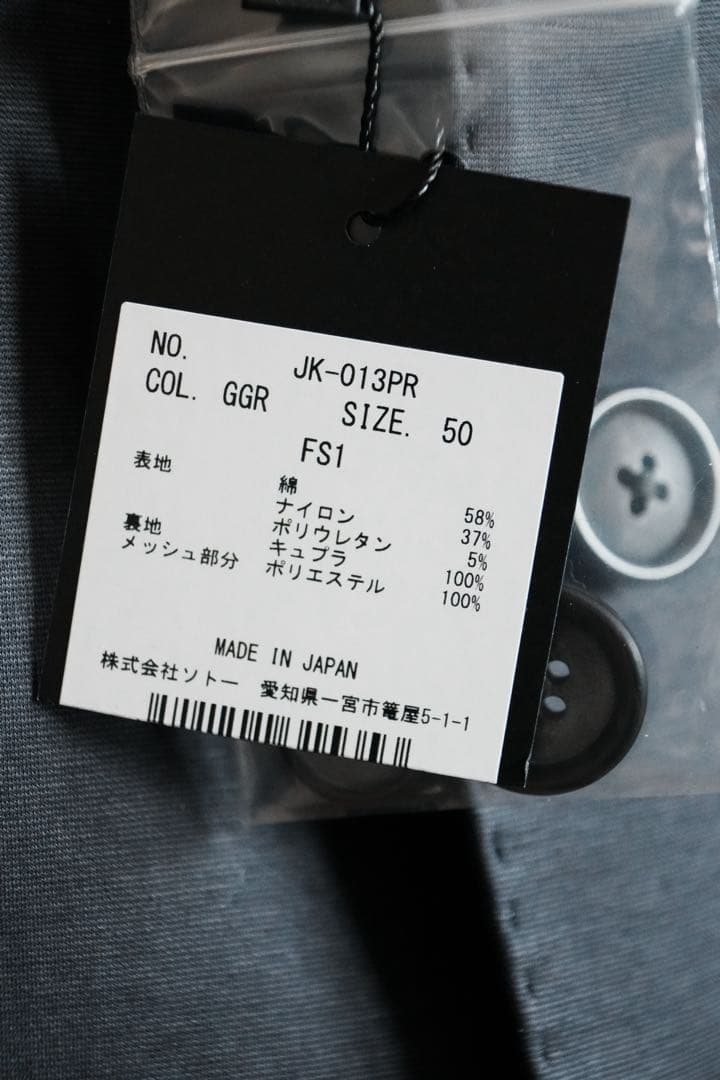 NO. JK-013PR
COL. GGR SIZE. 50
FS1
表地 綿 58%
ナイロン 37%
ポリウレタン 5%
裏地 キュプラ 100%
メッシュ部分 ポリエステル 100%
MADE IN JAPAN
株式会社ソトー 愛知県一宮市篭屋5-1-1